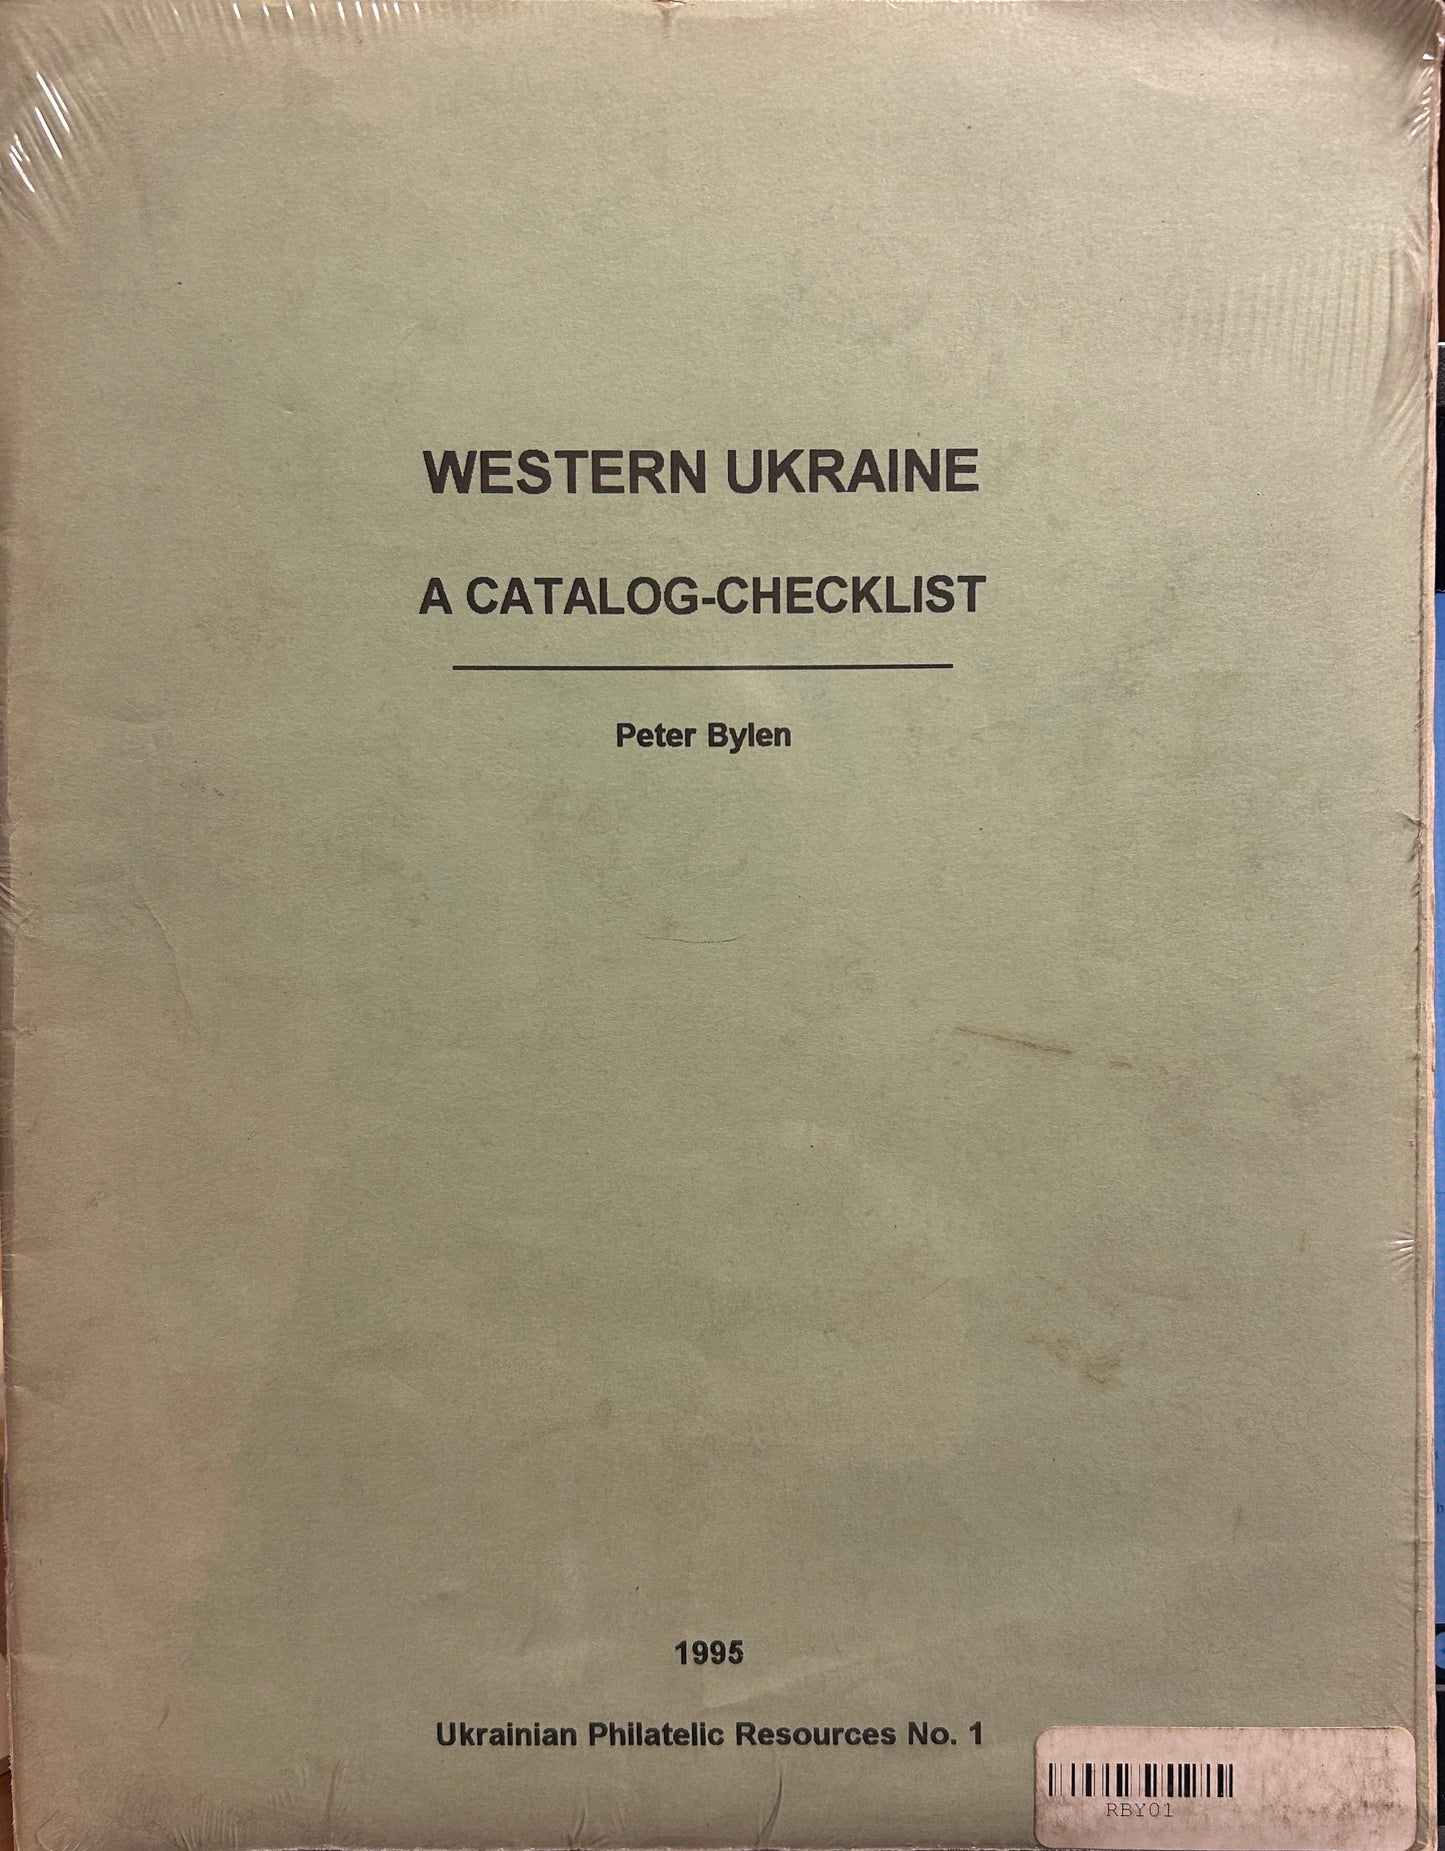 WESTERN UKRAINE
A CATALOG-CHECKLIST
Peter Bylen
1995
Ukrainian Philatelic Resources No. 1
RBY01